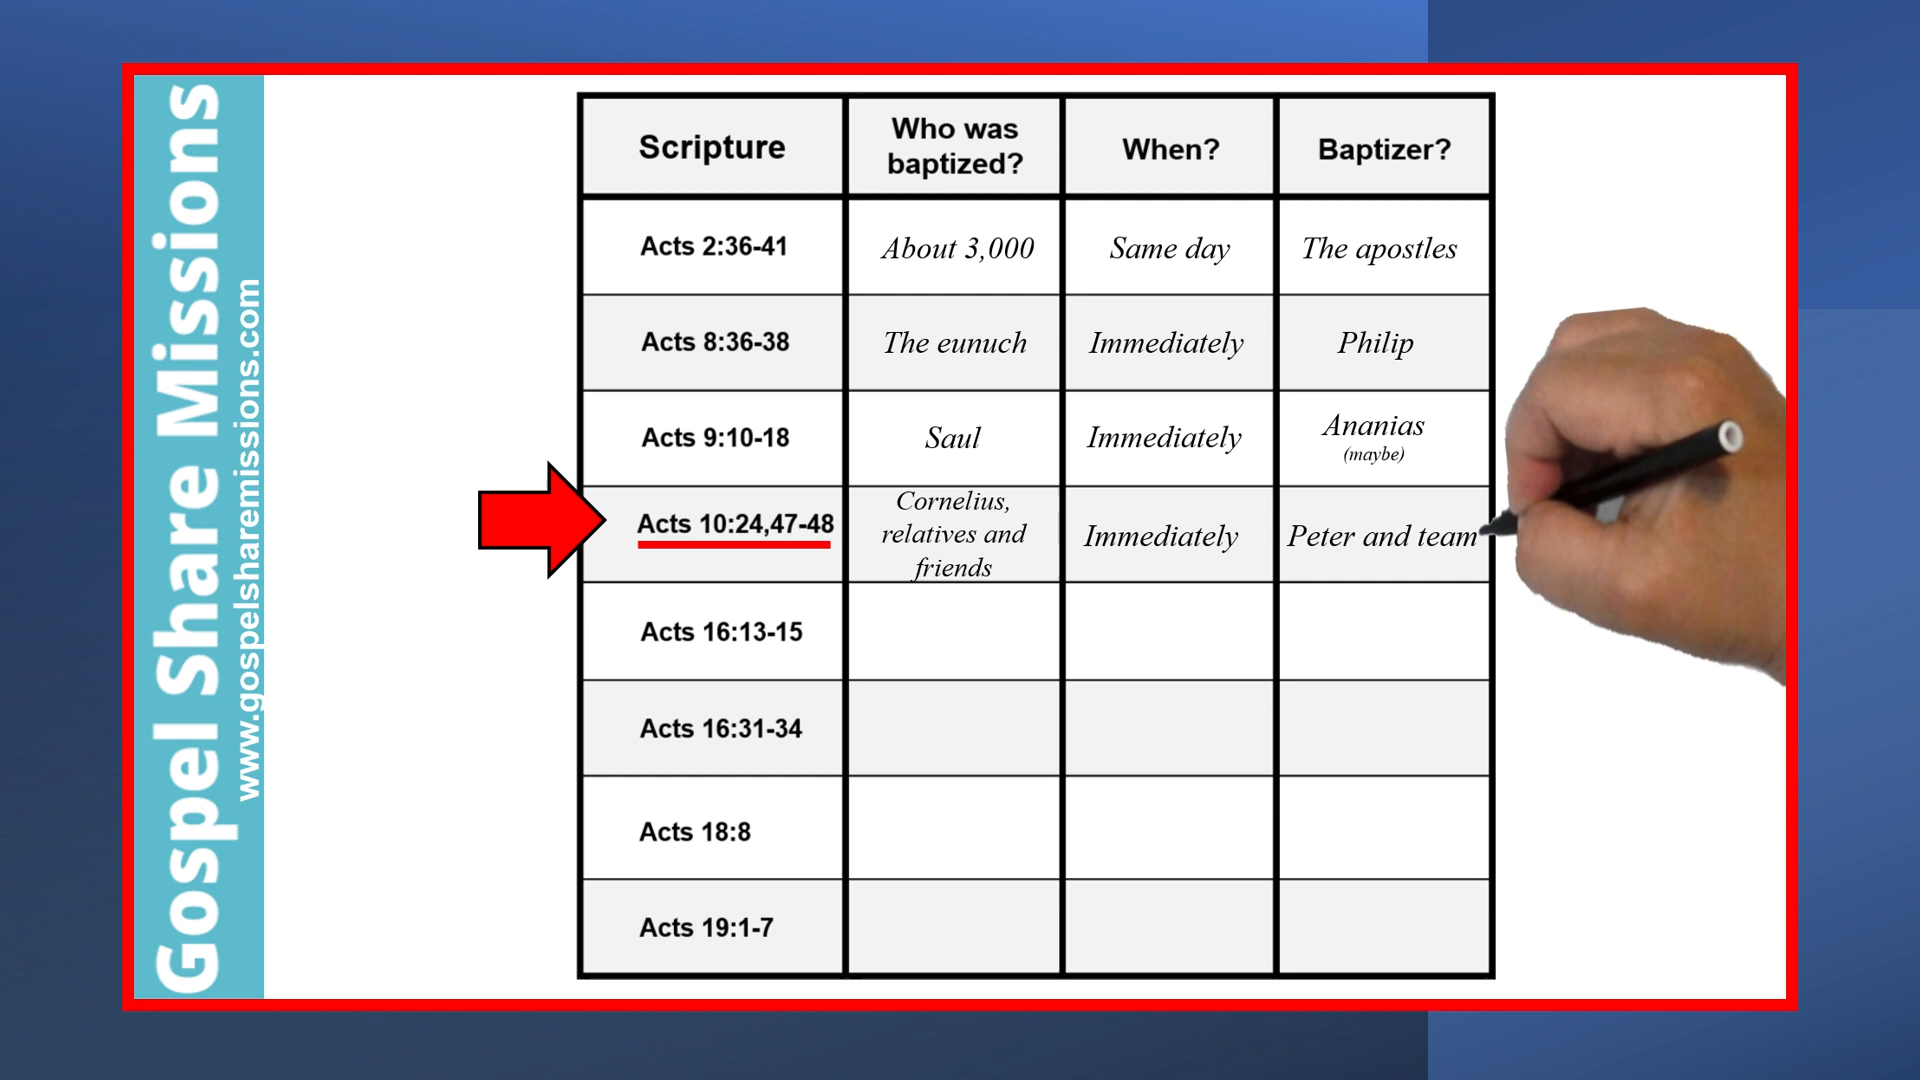 Gospel Share Missions
www.gospelsharemissions.com
Scripture
Who was
baptized?
When?
Baptizer?
Acts 2:36-41
About 3,000
Same day
The apostles
Acts 8:36-38
The eunuch
Immediately
Philip
Acts 9:10-18
Saul
Immediately
Ananias
(maybe)
Acts 10:24,47-48
Cornelius,
relatives and
friends
Immediately
Peter and team
Acts 16:13-15
Acts 16:31-34
Acts 18:8
Acts 19:1-7